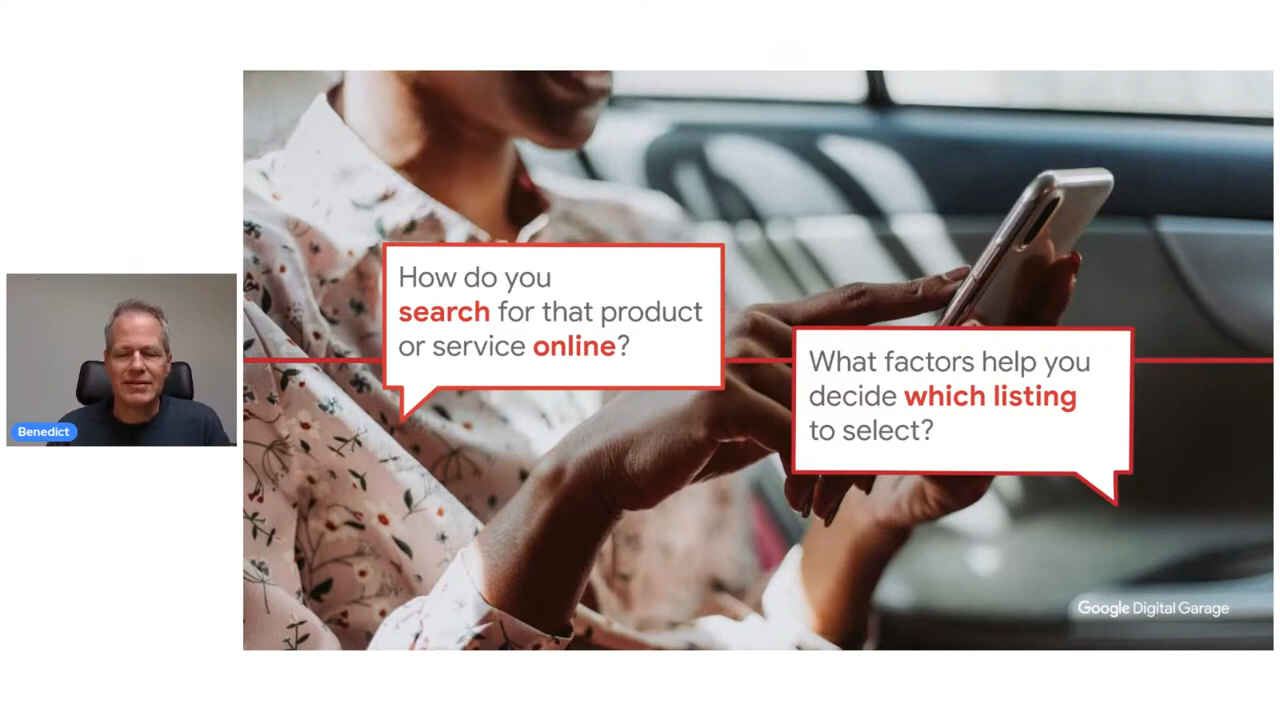 How do you
search for that product
or service online?
What factors help you
decide which listing
to select?
Benedict
Google Digital Garage